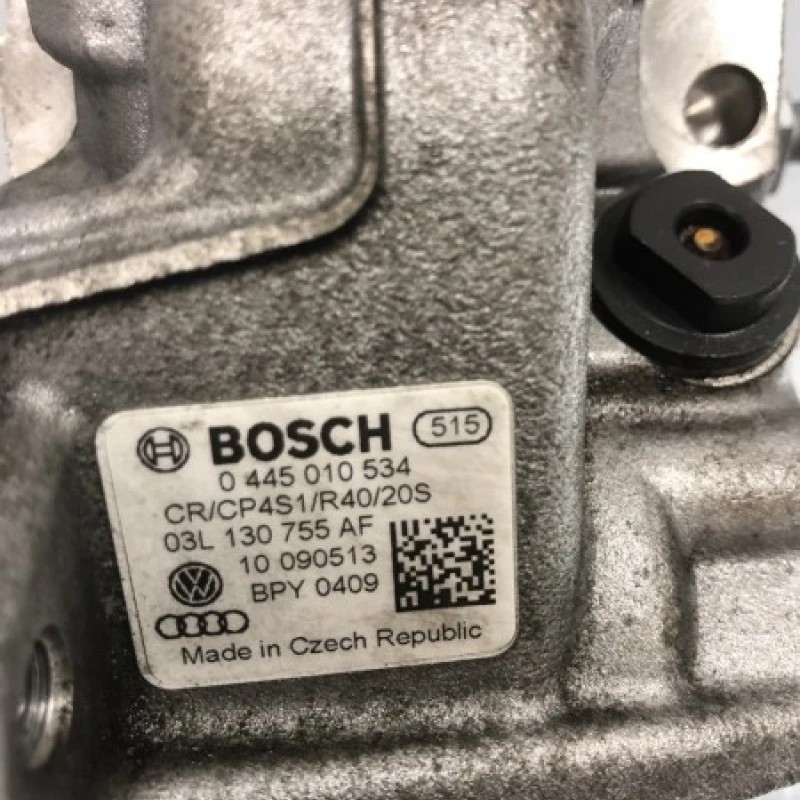 BOSCH 515
0 445 010 534
CR/CP4S1/R40/20S
03L 130 755 AF
10 090513
BPY 0409
Made in Czech Republic